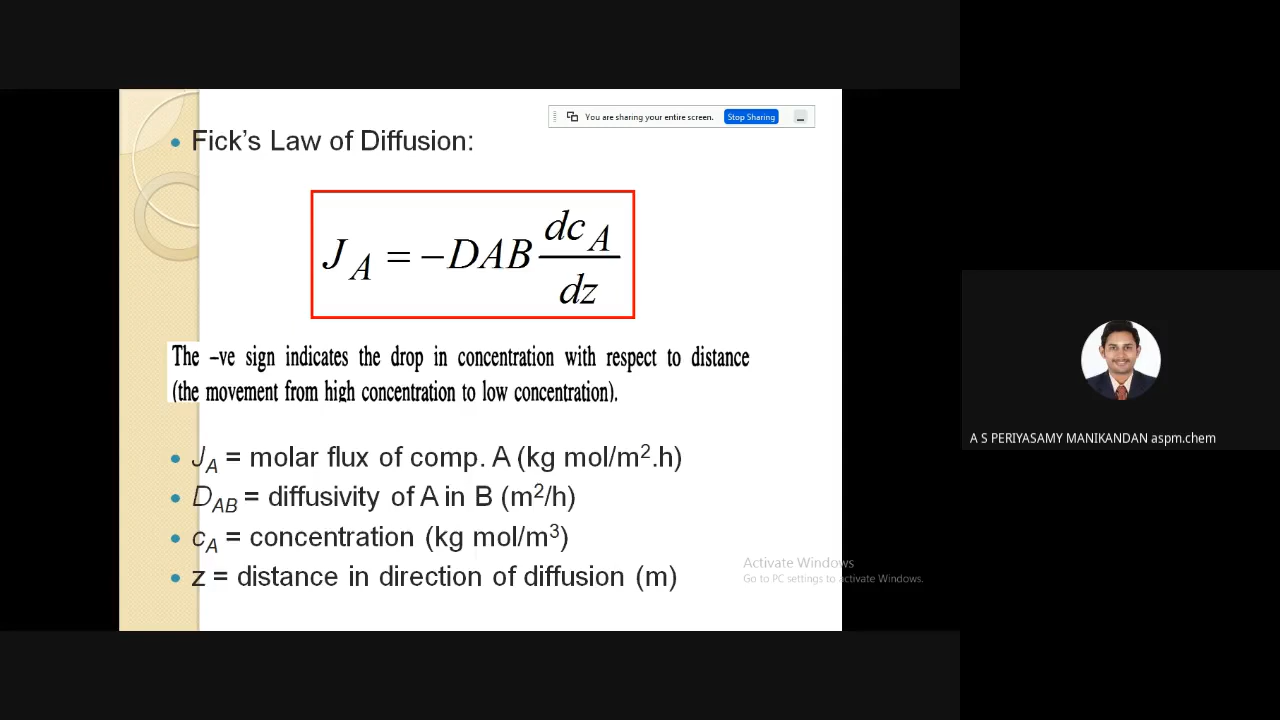 You are sharing your entire screen. Stop Sharing
• Fick's Law of Diffusion:
J_A = −DAB dc_A/dz
The –ve sign indicates the drop in concentration with respect to distance
(the movement from high concentration to low concentration).
• J_A = molar flux of comp. A (kg mol/m².h)
• D_AB = diffusivity of A in B (m²/h)
• c_A = concentration (kg mol/m³)
• z = distance in direction of diffusion (m)
Activate Windows
Go to PC settings to activate Windows.
A S PERIYASAMY MANIKANDAN aspm.chem